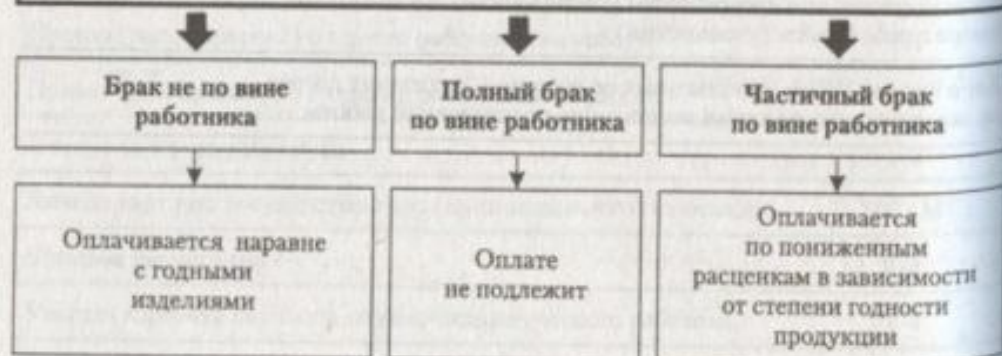 Брак не по вине
работника
Полный брак
по вине работника
Частичный брак
по вине работника
Оплачивается наравне
с годными
изделиями
Оплате
не подлежит
Оплачивается
по пониженным
расценкам в зависимости
от степени годности
продукции